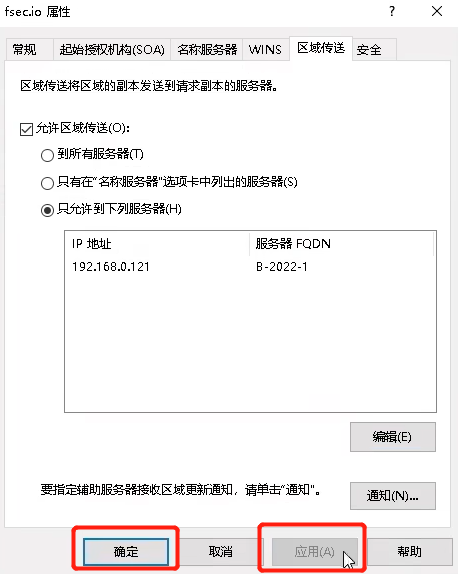 fsec.io 属性
常规 起始授权机构(SOA) 名称服务器 WINS 区域传送 安全
区域传送将区域的副本发送到请求副本的服务器。
允许区域传送(O):
到所有服务器(T)
只有在"名称服务器"选项卡中列出的服务器(S)
只允许到下列服务器(H)
IP 地址 服务器 FQDN
192.168.0.121 B-2022-1
编辑(E)
要指定辅助服务器接收区域更新通知，请单击"通知"。 通知(N)...
确定 取消 应用(A) 帮助